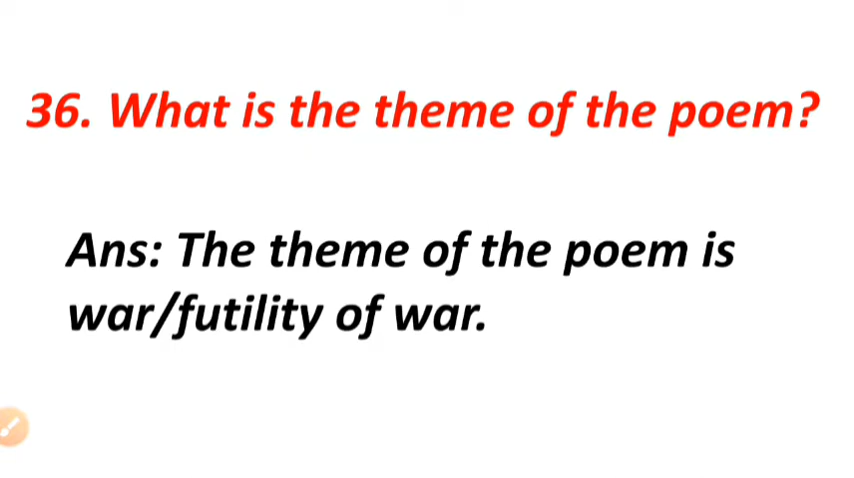 36. What is the theme of the poem?
Ans: The theme of the poem is
war/futility of war.